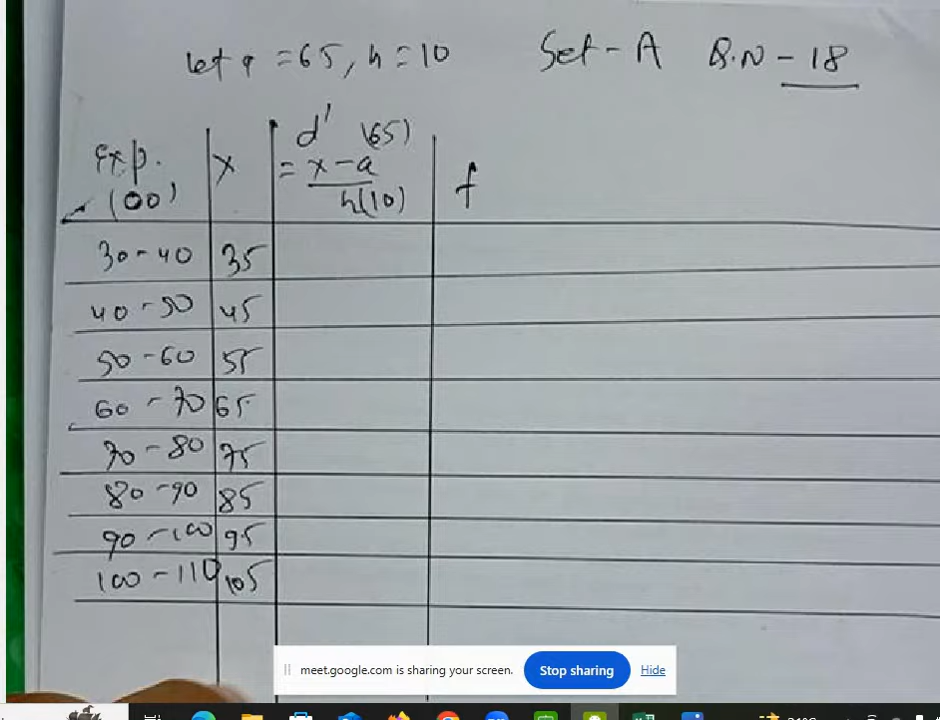 let a = 65, h = 10
Set - A Q.N - 18
Exp. (00) x d' = x - a (65) / h(10) f
30 - 40 35
40 - 50 45
50 - 60 55
60 - 70 65
70 - 80 75
80 - 90 85
90 - 100 95
100 - 110 105
meet.google.com is sharing your screen. Stop sharing Hide